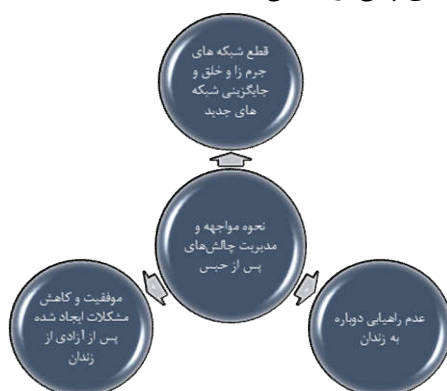 قطع شبکه های
جرم زا و خلق و
جایگزینی شبکه
های جدید
نحوه مواجهه و
مدیریت چالش‌های
پس از حبس
موفقیت و کاهش
مشکلات ایجاد شده
پس از آزادی از
زندان
عدم راهیابی دوباره
به زندان